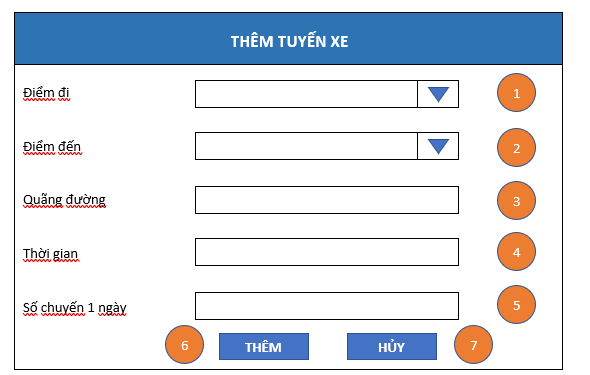 THÊM TUYẾN XE
Điểm đi
1
Điểm đến
2
Quãng đường
3
Thời gian
4
Số chuyến 1 ngày
5
6
THÊM
HỦY
7